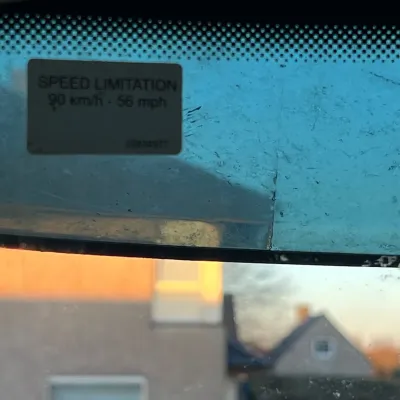 SPEED LIMITATION
90 km/h - 56 mph